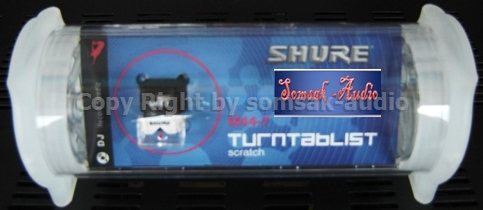 SHURE
Somsak-Audio
Copy Right by somsak-audio
M44-7
TURNTABLIST
scratch
DJ